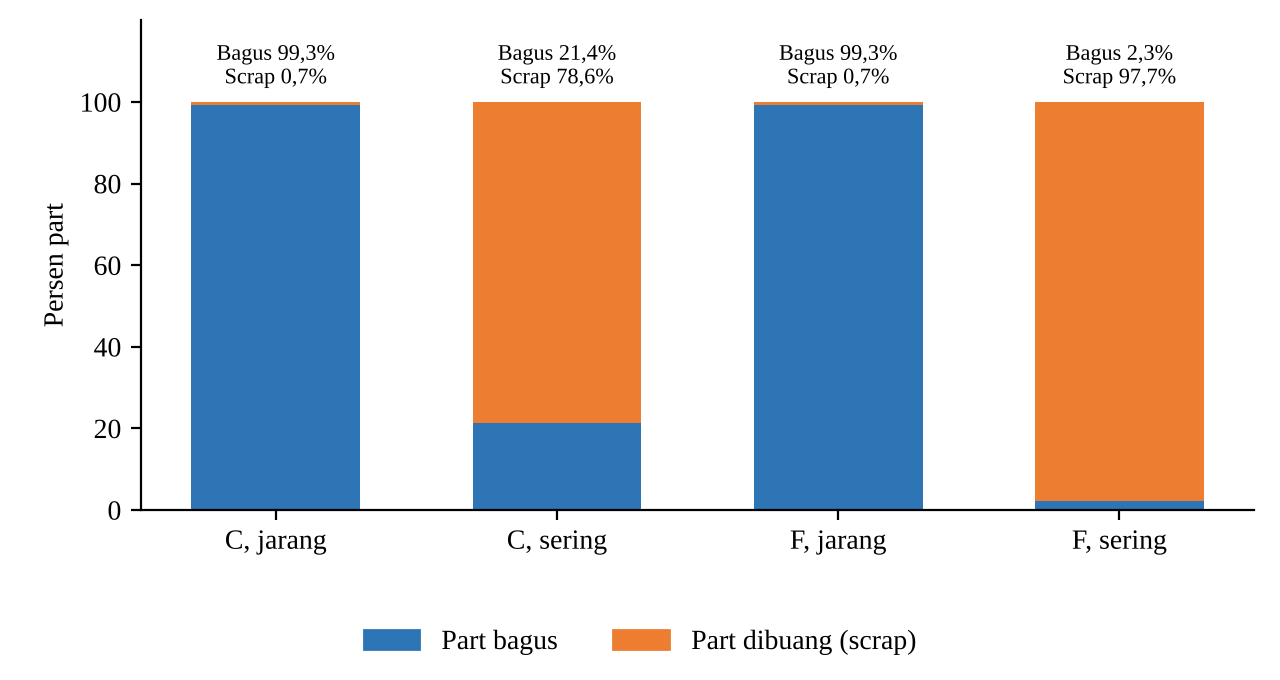 Bagus 99,3%
Scrap 0,7%
Bagus 21,4%
Scrap 78,6%
Bagus 99,3%
Scrap 0,7%
Bagus 2,3%
Scrap 97,7%
Persen part
100
80
60
40
20
0
C, jarang
C, sering
F, jarang
F, sering
Part bagus
Part dibuang (scrap)